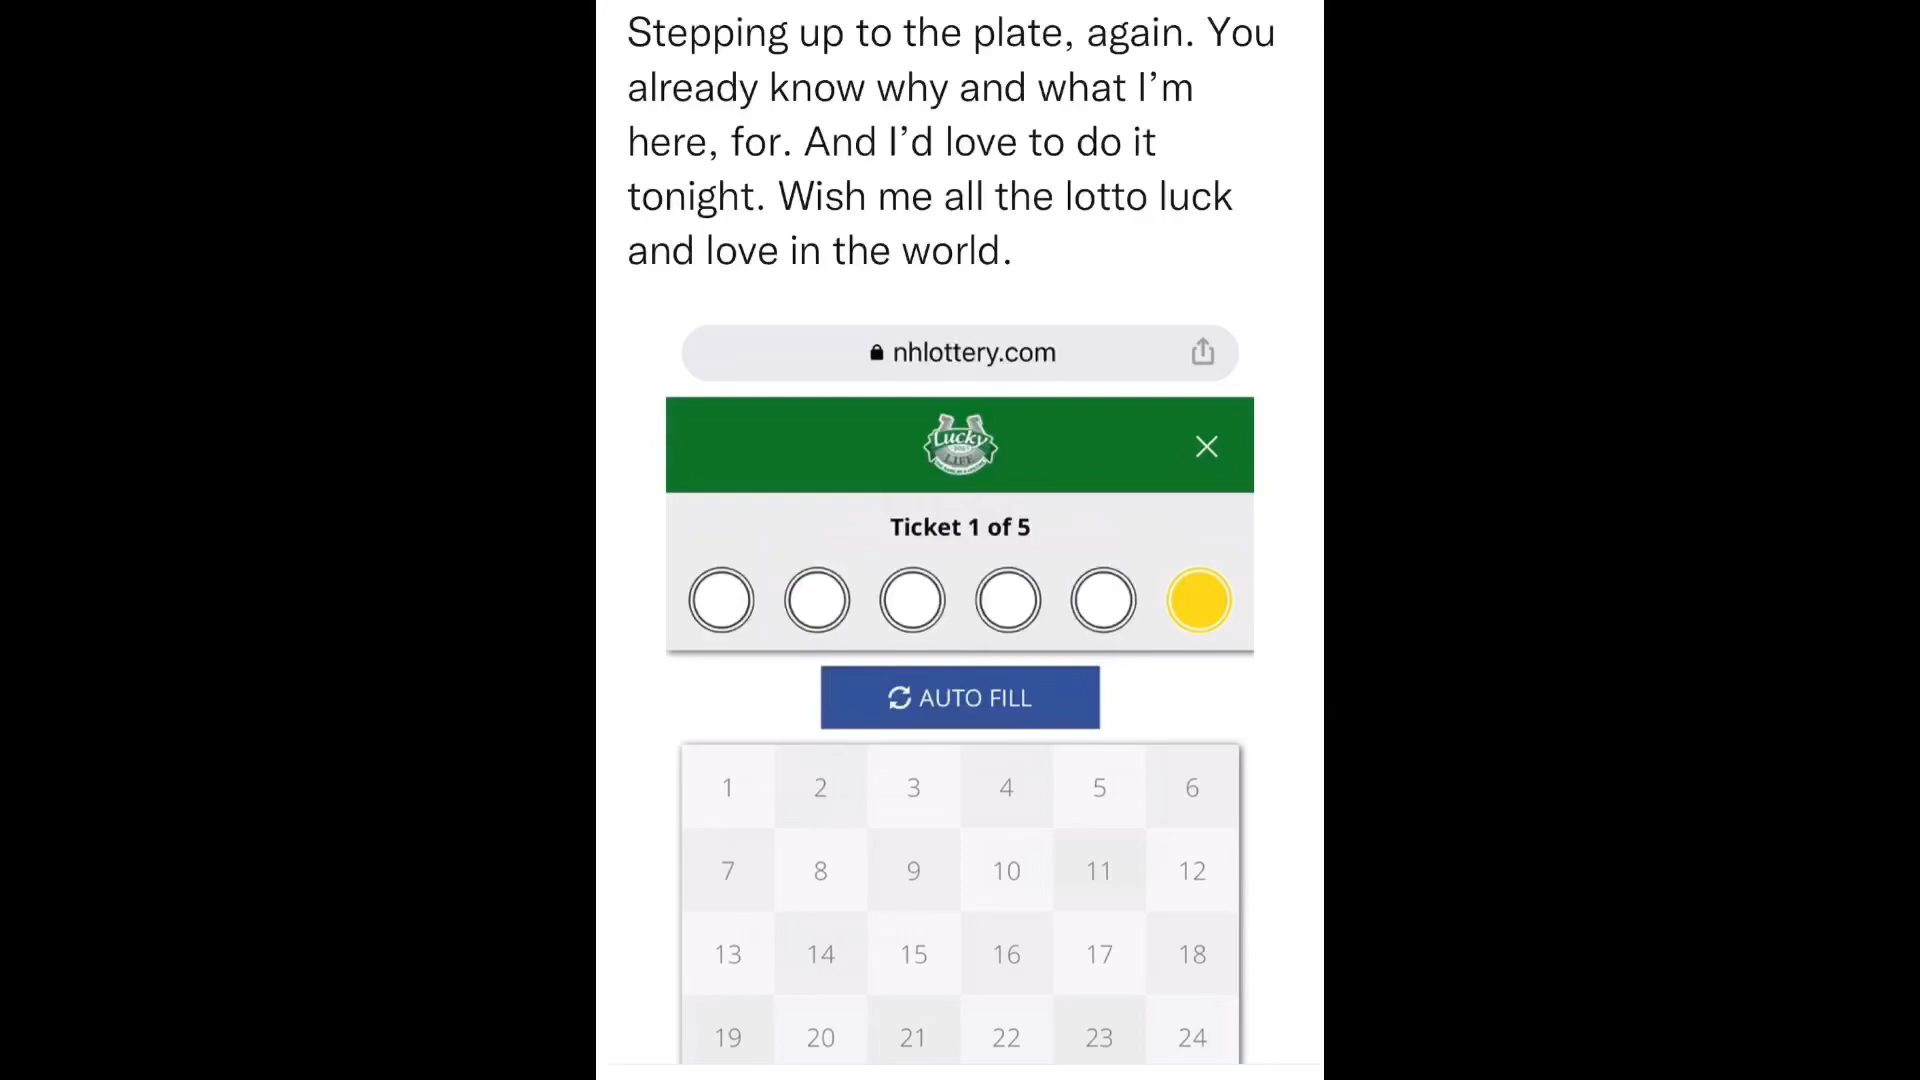 Stepping up to the plate, again. You
already know why and what I’m
here, for. And I’d love to do it
tonight. Wish me all the lotto luck
and love in the world.
nhlottery.com
Lucky
LIFE
Ticket 1 of 5
AUTO FILL
1 2 3 4 5 6
7 8 9 10 11 12
13 14 15 16 17 18
19 20 21 22 23 24